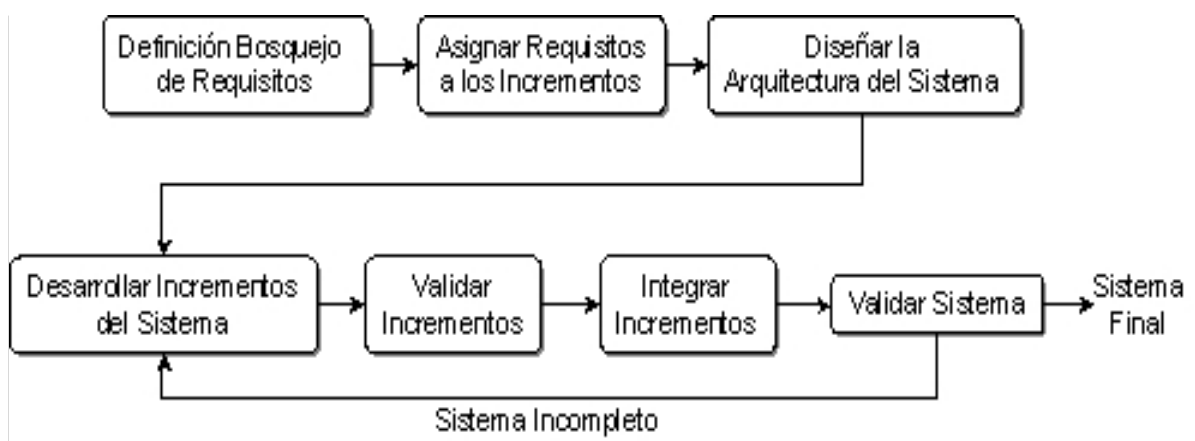 Definición Bosquejo
de Requisitos
Asignar Requisitos
a los Incrementos
Diseñar la
Arquitectura del Sistema
Desarrollar Incrementos
del Sistema
Validar
Incrementos
Integrar
Incrementos
Validar Sistema
Sistema
Final
Sistema Incompleto